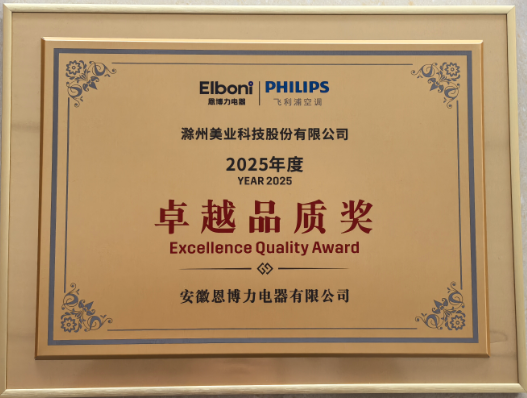 Elboni PHILIPS
恩博力电器 飞利浦空调
滁州美业科技股份有限公司
2025年度
YEAR 2025
卓越品质奖
Excellence Quality Award
安徽恩博力电器有限公司